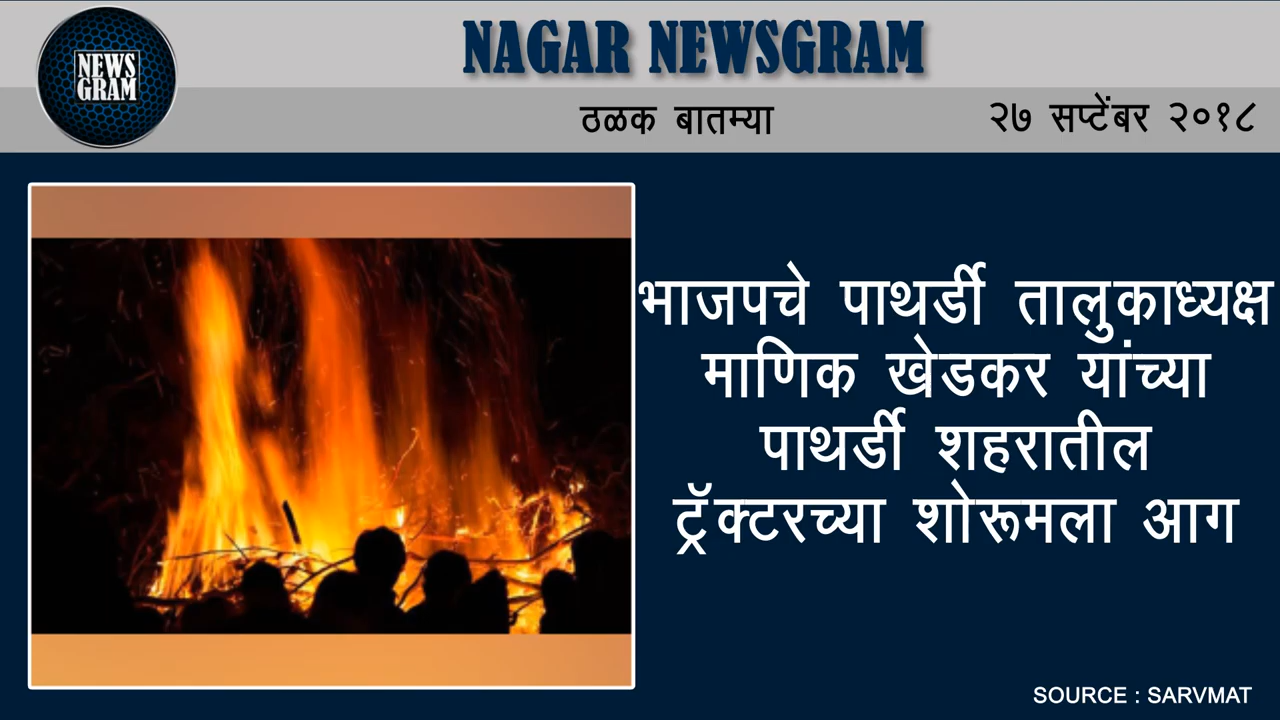 NEWS
GRAM
NAGAR NEWSGRAM
ठळक बातम्या
२७ सप्टेंबर २०१८
भाजपचे पाथर्डी तालुकाध्यक्ष
माणिक खेडकर यांच्या
पाथर्डी शहरातील
ट्रॅक्टरच्या शोरूमला आग
SOURCE : SARVMAT